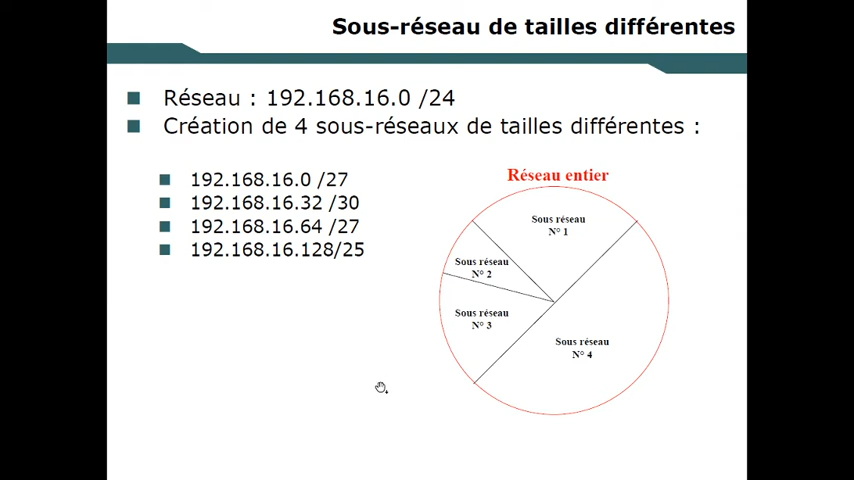 Sous-réseau de tailles différentes
Réseau : 192.168.16.0 /24
Création de 4 sous-réseaux de tailles différentes :
192.168.16.0 /27
192.168.16.32 /30
192.168.16.64 /27
192.168.16.128/25
Réseau entier
Sous réseau
N° 1
Sous réseau
N° 2
Sous réseau
N° 3
Sous réseau
N° 4